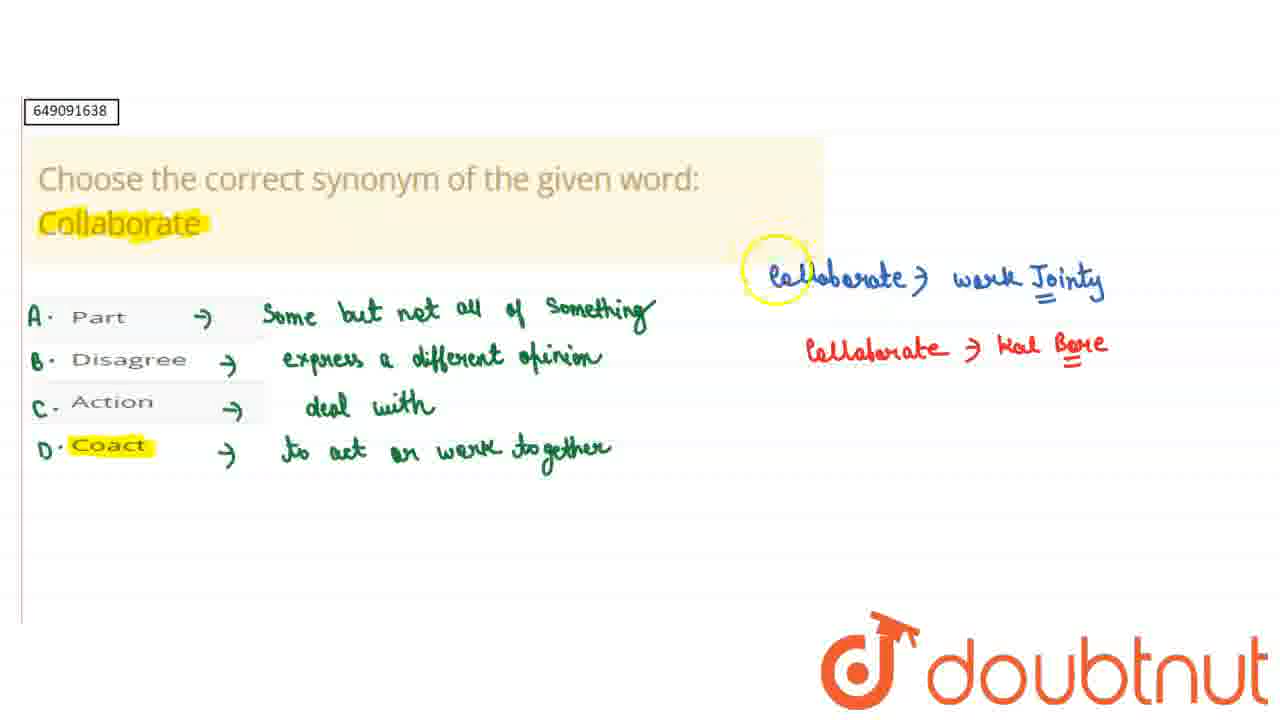 649091638
Choose the correct synonym of the given word:
Collaborate
Collaborate → work Jointy
Collaborate → kal Bore
A. Part → Some but not all of Something
B. Disagree → express a different opinion
C. Action → deal with
D. Coact → to act or work together
doubtnut